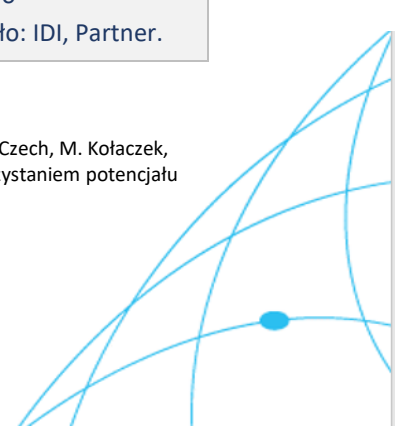 ło: IDI, Partner.
Czech, M. Kołaczek,
ystaniem potencjału